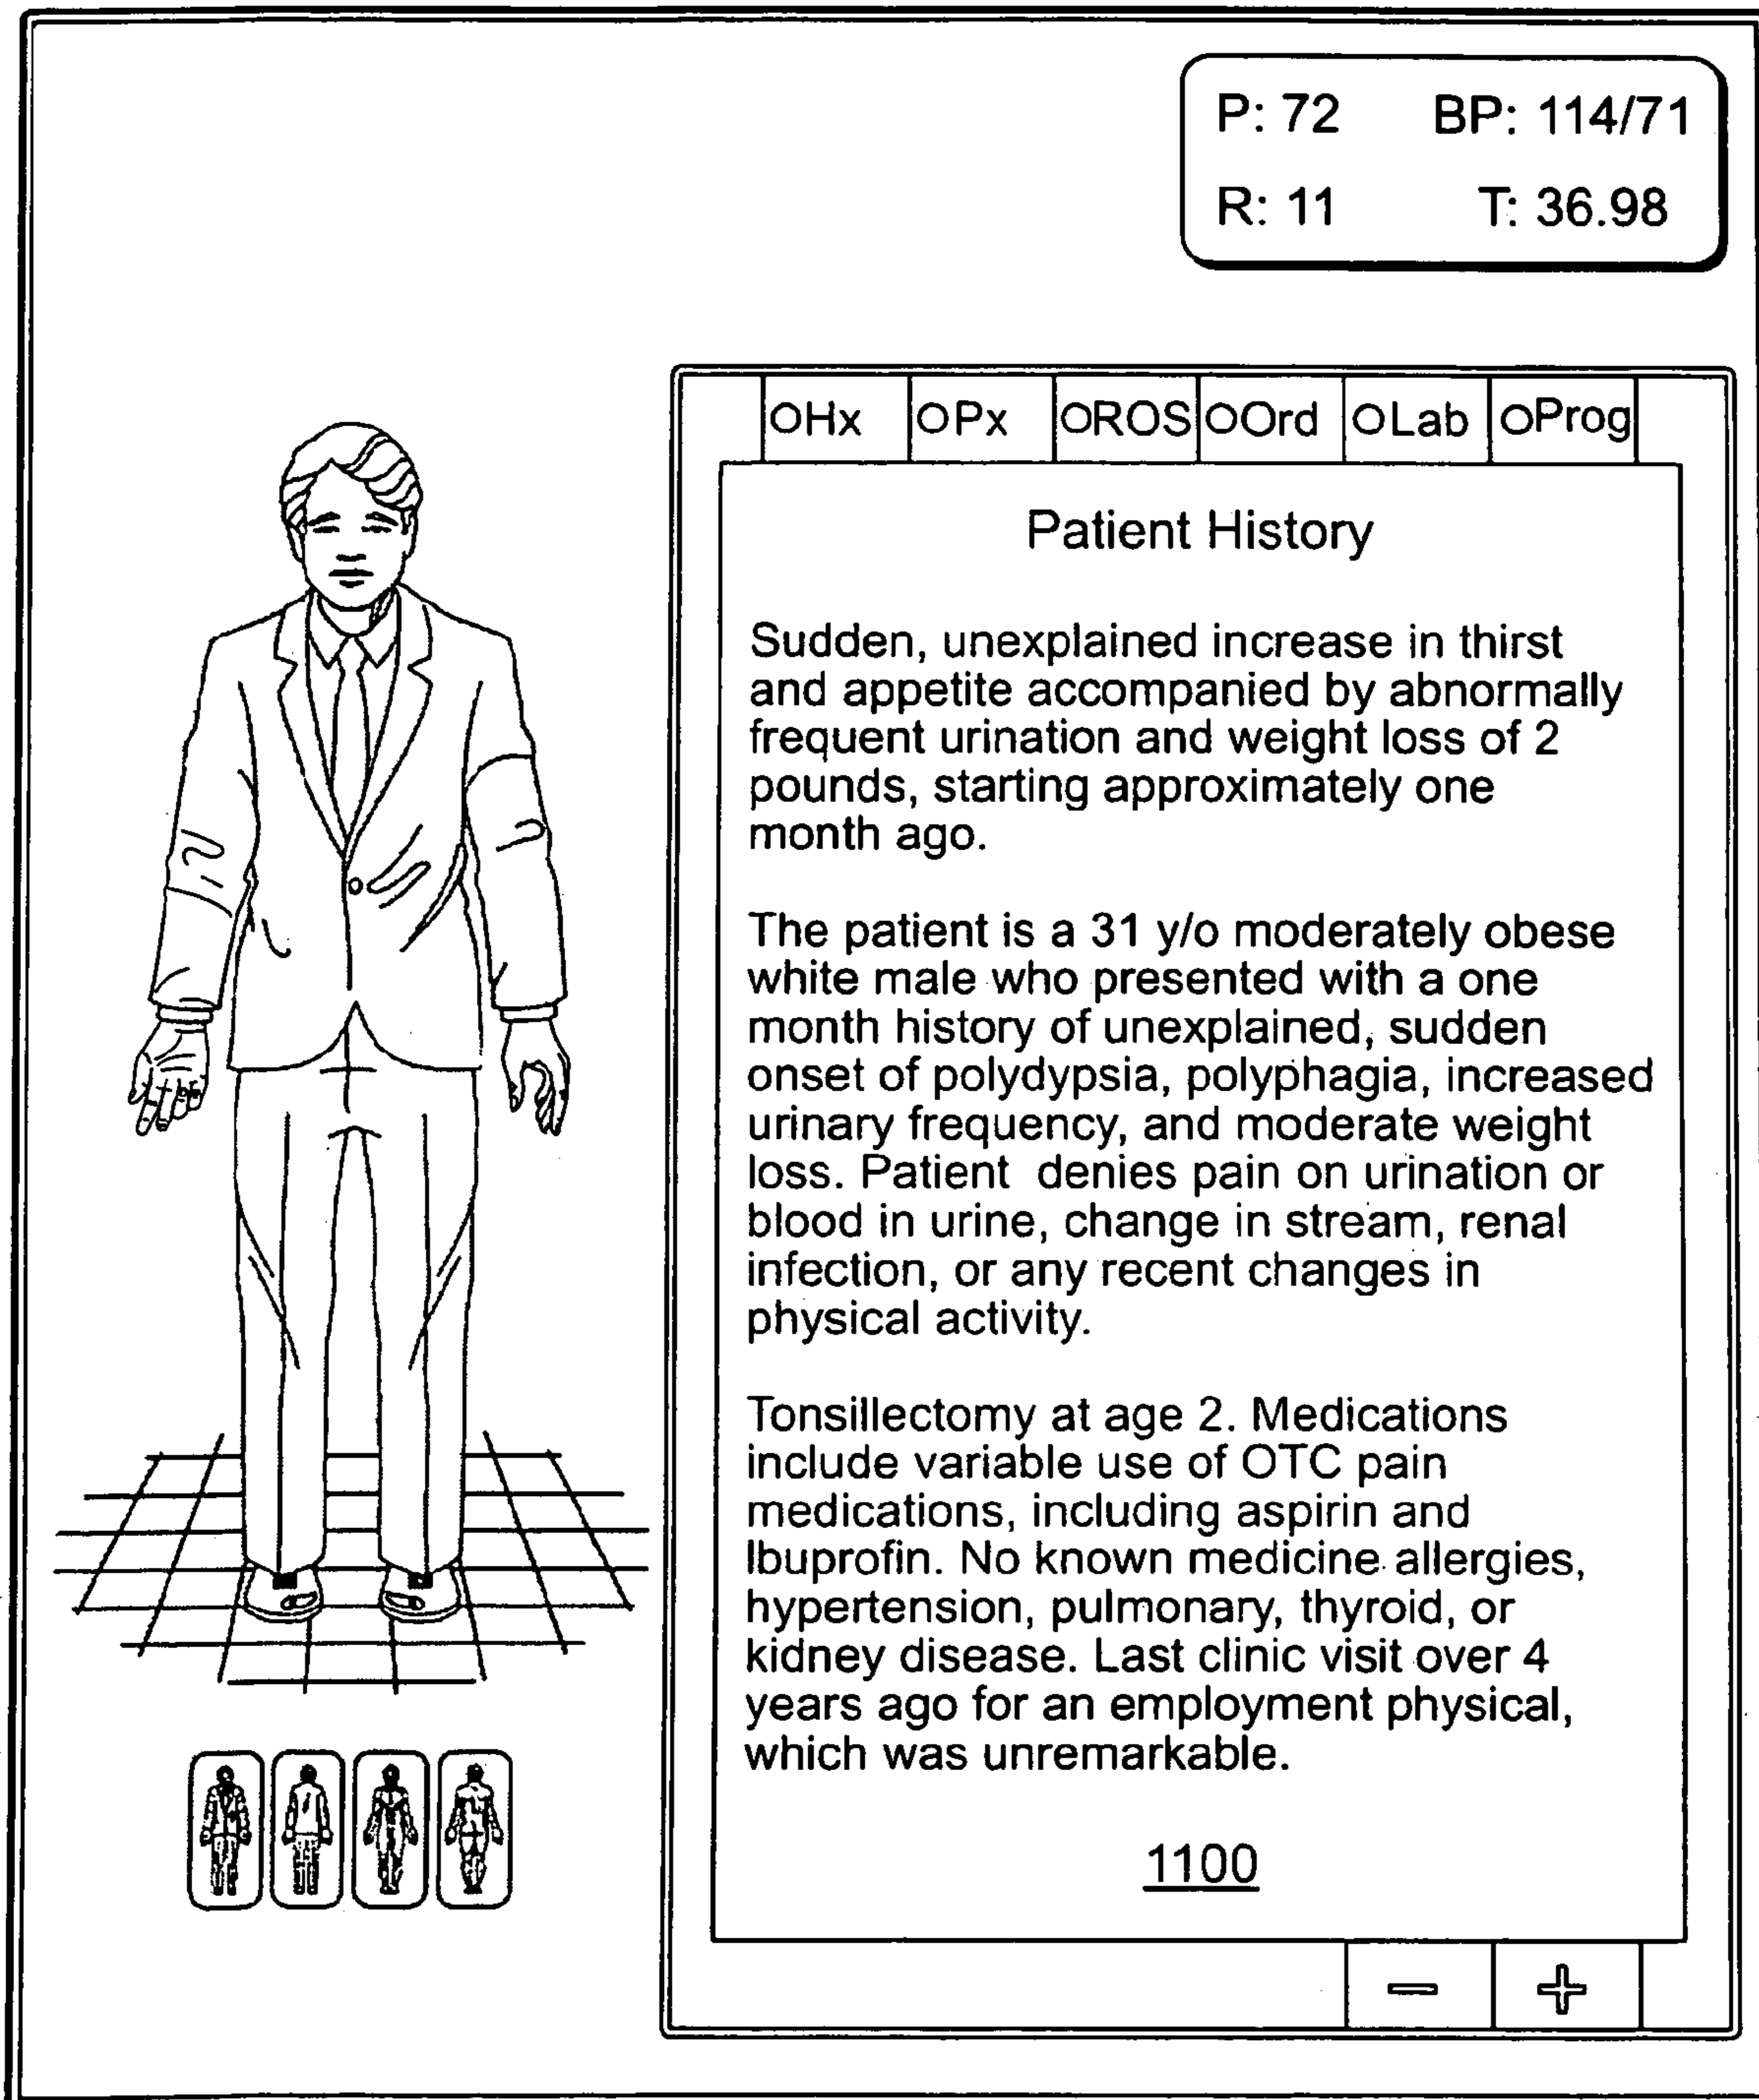 P: 72 BP: 114/71
R: 11 T: 36.98
Hx Px ROS Ord Lab Prog
Patient History
Sudden, unexplained increase in thirst
and appetite accompanied by abnormally
frequent urination and weight loss of 2
pounds, starting approximately one
month ago.
The patient is a 31 y/o moderately obese
white male who presented with a one
month history of unexplained, sudden
onset of polydypsia, polyphagia, increased
urinary frequency, and moderate weight
loss. Patient denies pain on urination or
blood in urine, change in stream, renal
infection, or any recent changes in
physical activity.
Tonsillectomy at age 2. Medications
include variable use of OTC pain
medications, including aspirin and
Ibuprofin. No known medicine allergies,
hypertension, pulmonary, thyroid, or
kidney disease. Last clinic visit over 4
years ago for an employment physical,
which was unremarkable.
1100
− +